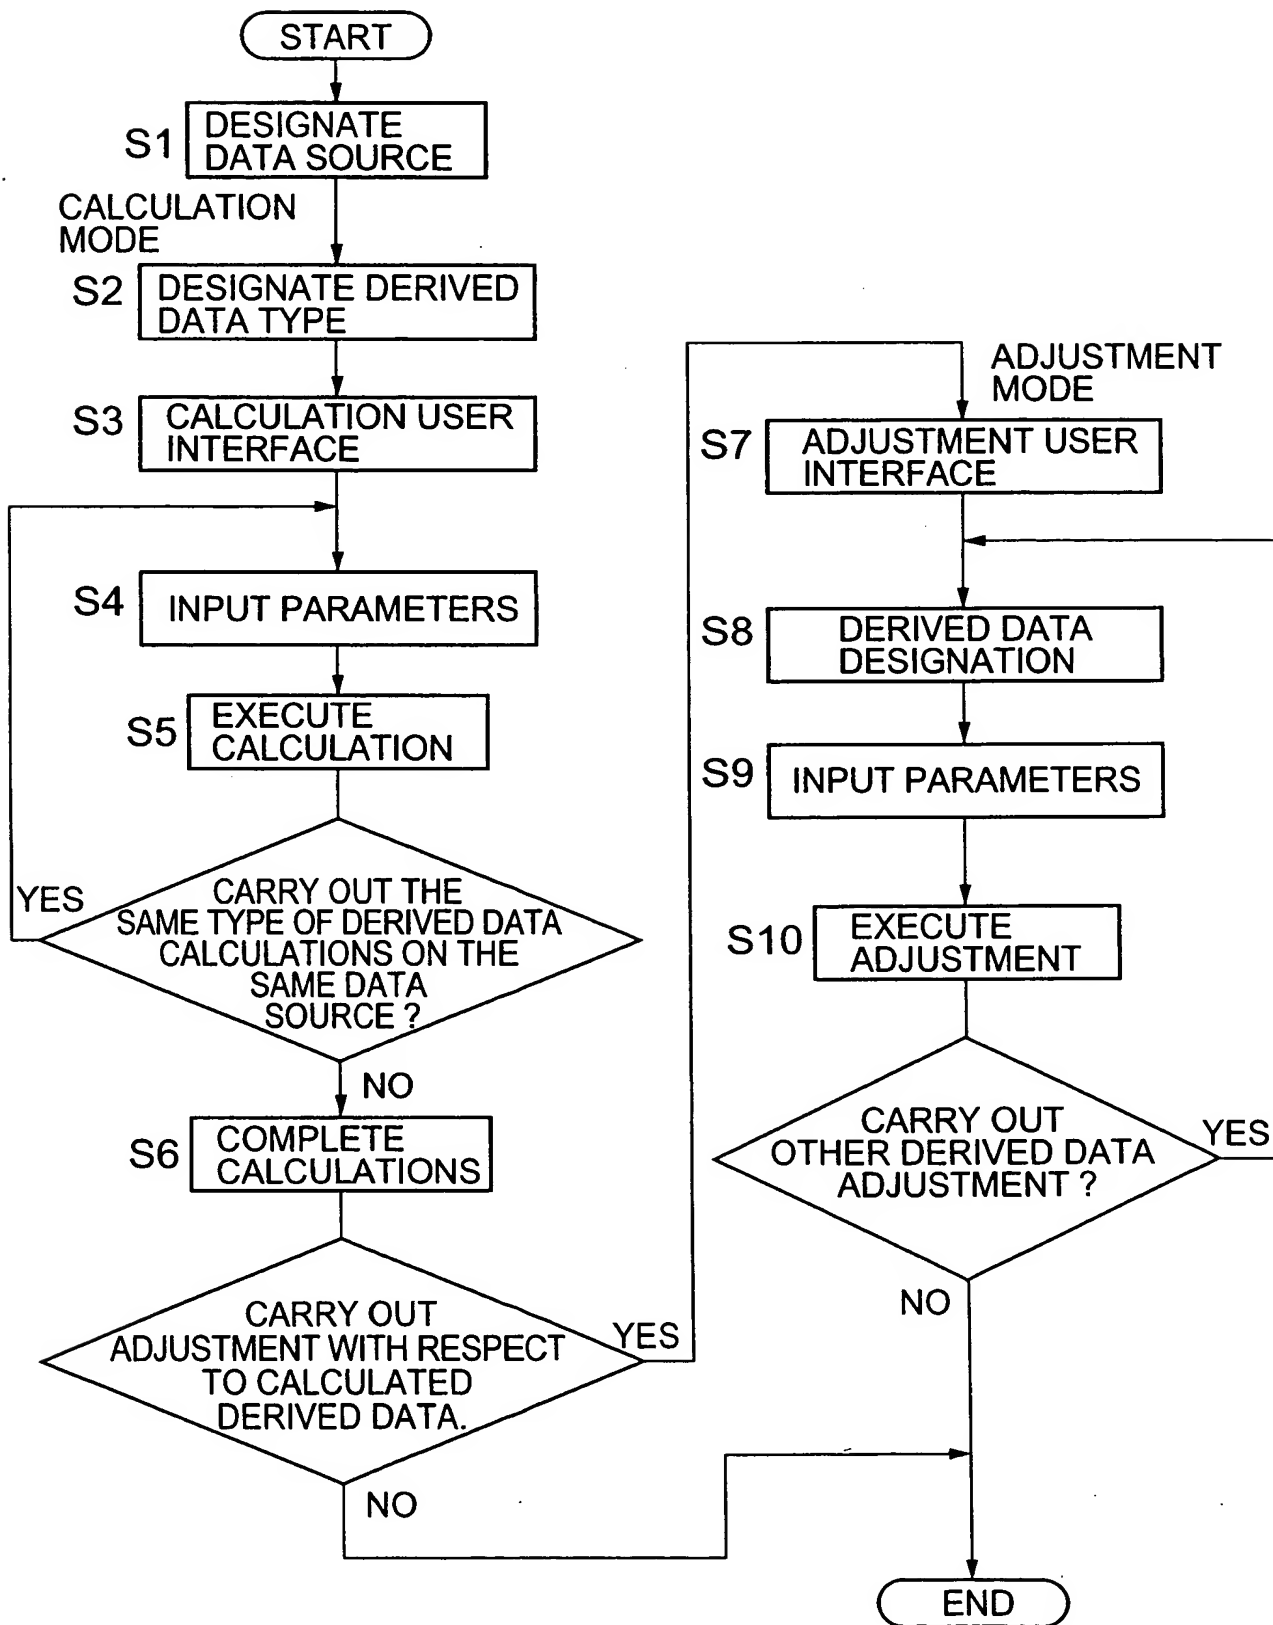 START
S1
DESIGNATE
DATA SOURCE
CALCULATION
MODE
S2
DESIGNATE DERIVED
DATA TYPE
S3
CALCULATION USER
INTERFACE
S4
INPUT PARAMETERS
S5
EXECUTE
CALCULATION
YES
CARRY OUT THE
SAME TYPE OF DERIVED DATA
CALCULATIONS ON THE
SAME DATA
SOURCE ?
NO
S6
COMPLETE
CALCULATIONS
CARRY OUT
ADJUSTMENT WITH RESPECT
TO CALCULATED
DERIVED DATA.
YES
NO
ADJUSTMENT
MODE
S7
ADJUSTMENT USER
INTERFACE
S8
DERIVED DATA
DESIGNATION
S9
INPUT PARAMETERS
S10
EXECUTE
ADJUSTMENT
CARRY OUT
OTHER DERIVED DATA
ADJUSTMENT ?
YES
NO
END